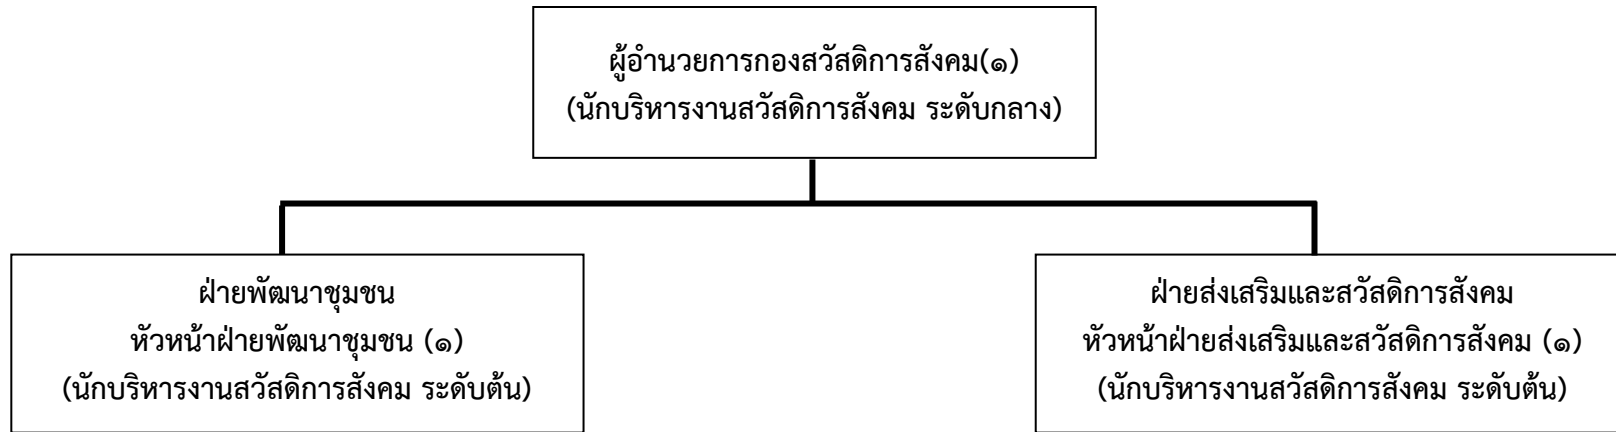 ผู้อำนวยการกองสวัสดิการสังคม(๑)
(นักบริหารงานสวัสดิการสังคม ระดับกลาง)
ฝ่ายพัฒนาชุมชน
หัวหน้าฝ่ายพัฒนาชุมชน (๑)
(นักบริหารงานสวัสดิการสังคม ระดับต้น)
ฝ่ายส่งเสริมและสวัสดิการสังคม
หัวหน้าฝ่ายส่งเสริมและสวัสดิการสังคม (๑)
(นักบริหารงานสวัสดิการสังคม ระดับต้น)